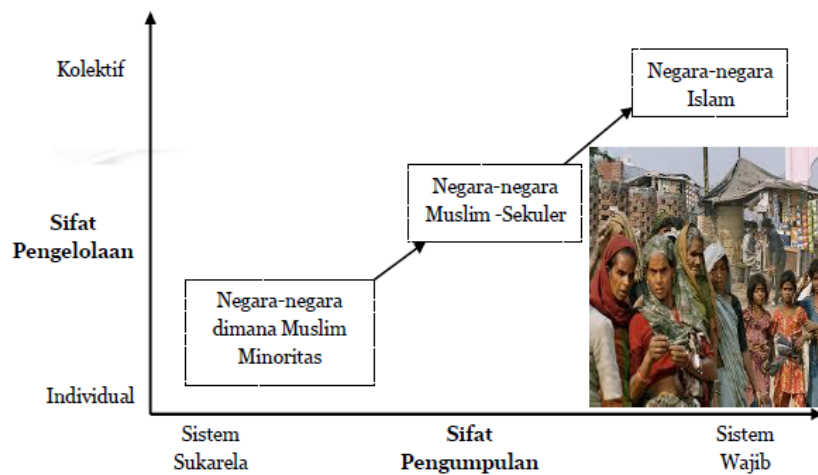 Kolektif
Negara-negara
Islam
Negara-negara
Muslim -Sekuler
Sifat
Pengelolaan
Negara-negara
dimana Muslim
Minoritas
Individual
Sistem
Sukarela
Sifat
Pengumpulan
Sistem
Wajib